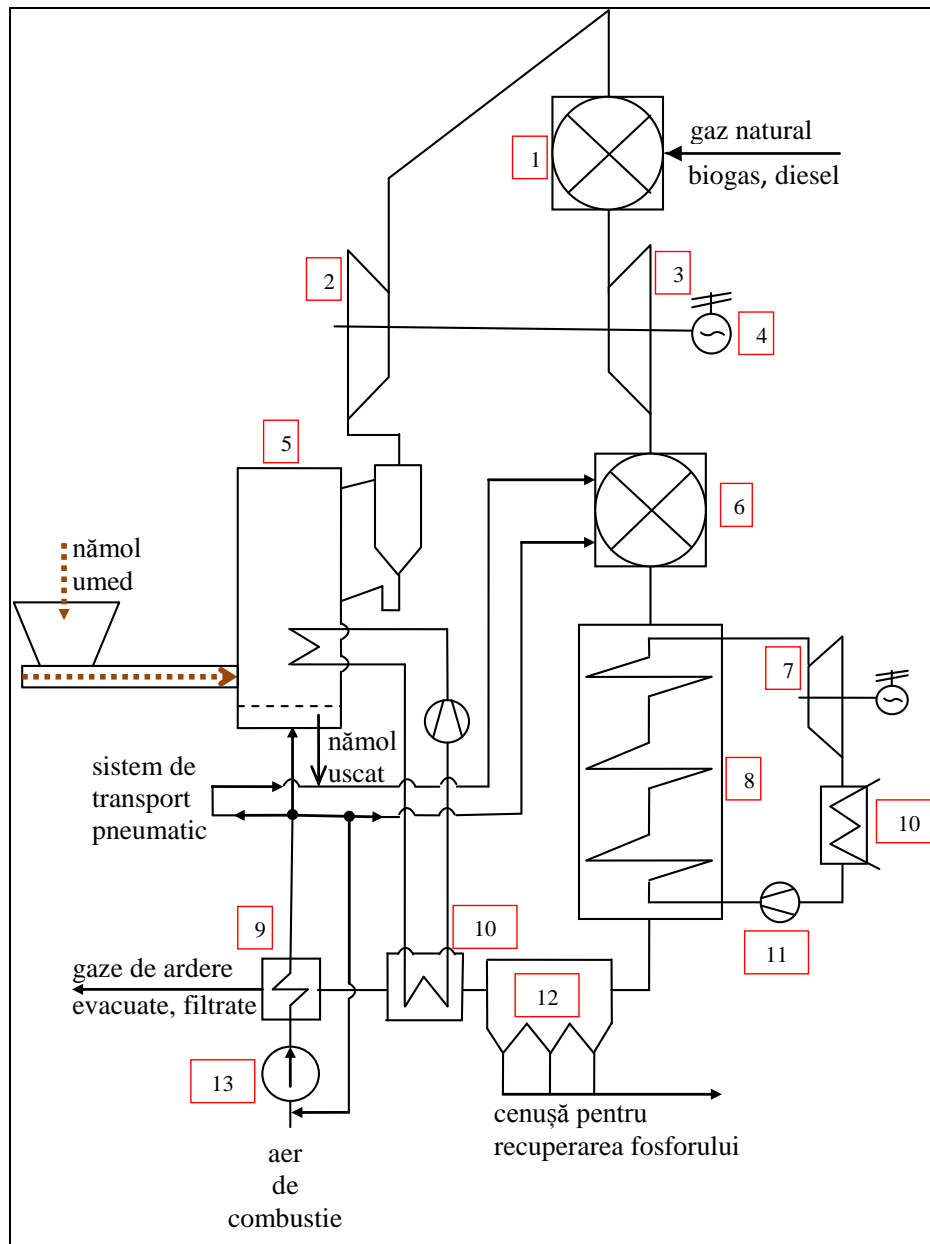 gaz natural
1
biogas, diesel
2
3
4
5
6
nămol
umed
7
nămol
uscat
sistem de
transport
pneumatic
8
10
9
10
11
gaze de ardere
evacuate, filtrate
12
13
cenușă pentru
recuperarea fosforului
aer
de
combustie